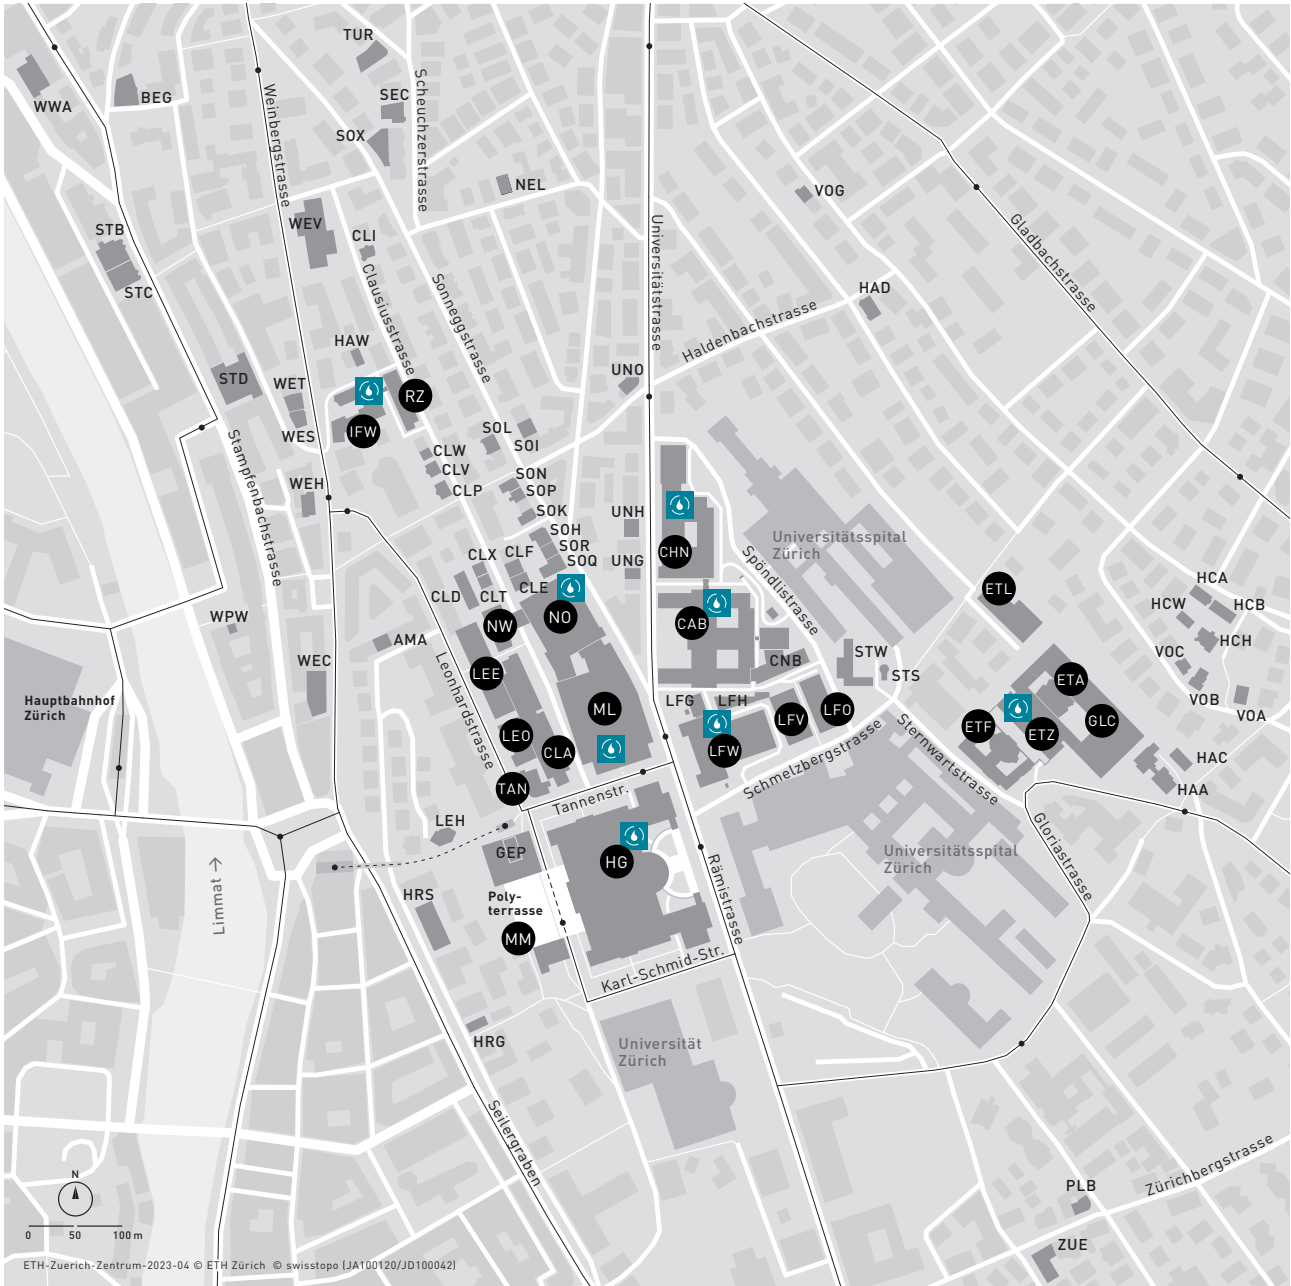 TUR
WWA
BEG
SEC
SOX
Scheuchzerstrasse
Weinbergstrasse
NEL
VOG
STB
STC
WEV
CLI
Universitätstrasse
Gladbachstrasse
Clausiusstrasse
Sonneggstrasse
HAD
Haldenbachstrasse
HAW
STD
WET
WES
RZ
IFW
UNO
SOL
SOI
CLW
CLV
CLP
SON
SOP
SOK
Stampfenbachstrasse
WEH
UNH
SOH
SOR
SOQ
UNG
CHN
Universitätsspital
Zürich
Spöndlistrasse
CLX
CLF
CLE
CLD
CLT
NW
NO
CAB
ETL
HCA
HCW
HCB
HCH
WPW
AMA
WEC
Leonhardstrasse
LEE
CNB
STW
STS
VOC
VOB
VOA
Hauptbahnhof
Zürich
ML
LFG
LFH
LFV
LFO
LFW
ETA
ETF
ETZ
GLC
LEO
CLA
TAN
Tannenstr.
Schmelzbergstrasse
Sternwartstrasse
HAC
HAA
LEH
GEP
HG
Universitätsspital
Zürich
Gloriastrasse
Limmat
HRS
Poly-
terrasse
MM
Rämistrasse
Karl-Schmid-Str.
HRG
Universität
Zürich
Seilergraben
Zürichbergstrasse
PLB
ZUE
N
0 50 100 m
ETH-Zuerich-Zentrum-2023-04 © ETH Zürich © swisstopo (JA100120/JD100042)